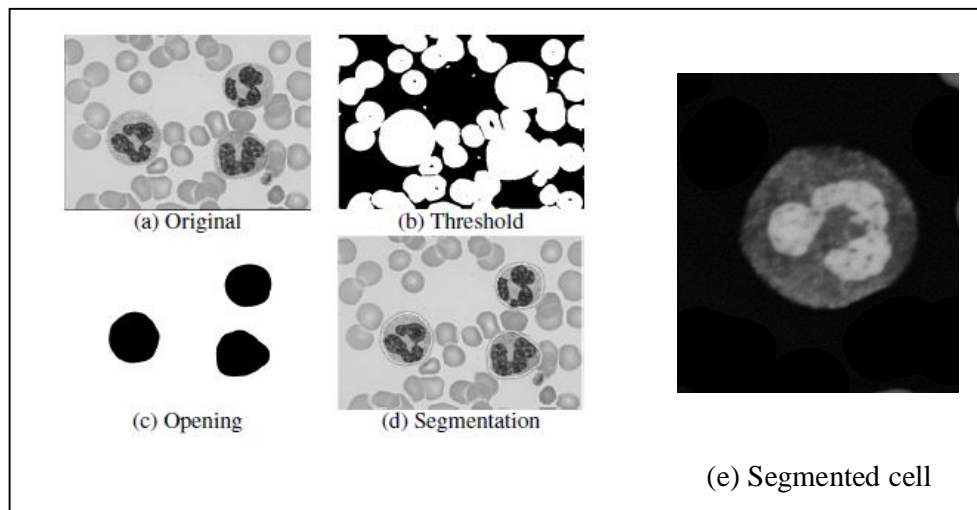 (a) Original
(b) Threshold
(c) Opening
(d) Segmentation
(e) Segmented cell